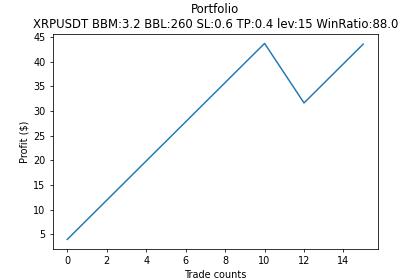 Portfolio
XRPUSDT BBM:3.2 BBL:260 SL:0.6 TP:0.4 lev:15 WinRatio:88.0
45
40
35
30
25
20
15
10
5
Profit ($)
0 2 4 6 8 10 12 14
Trade counts